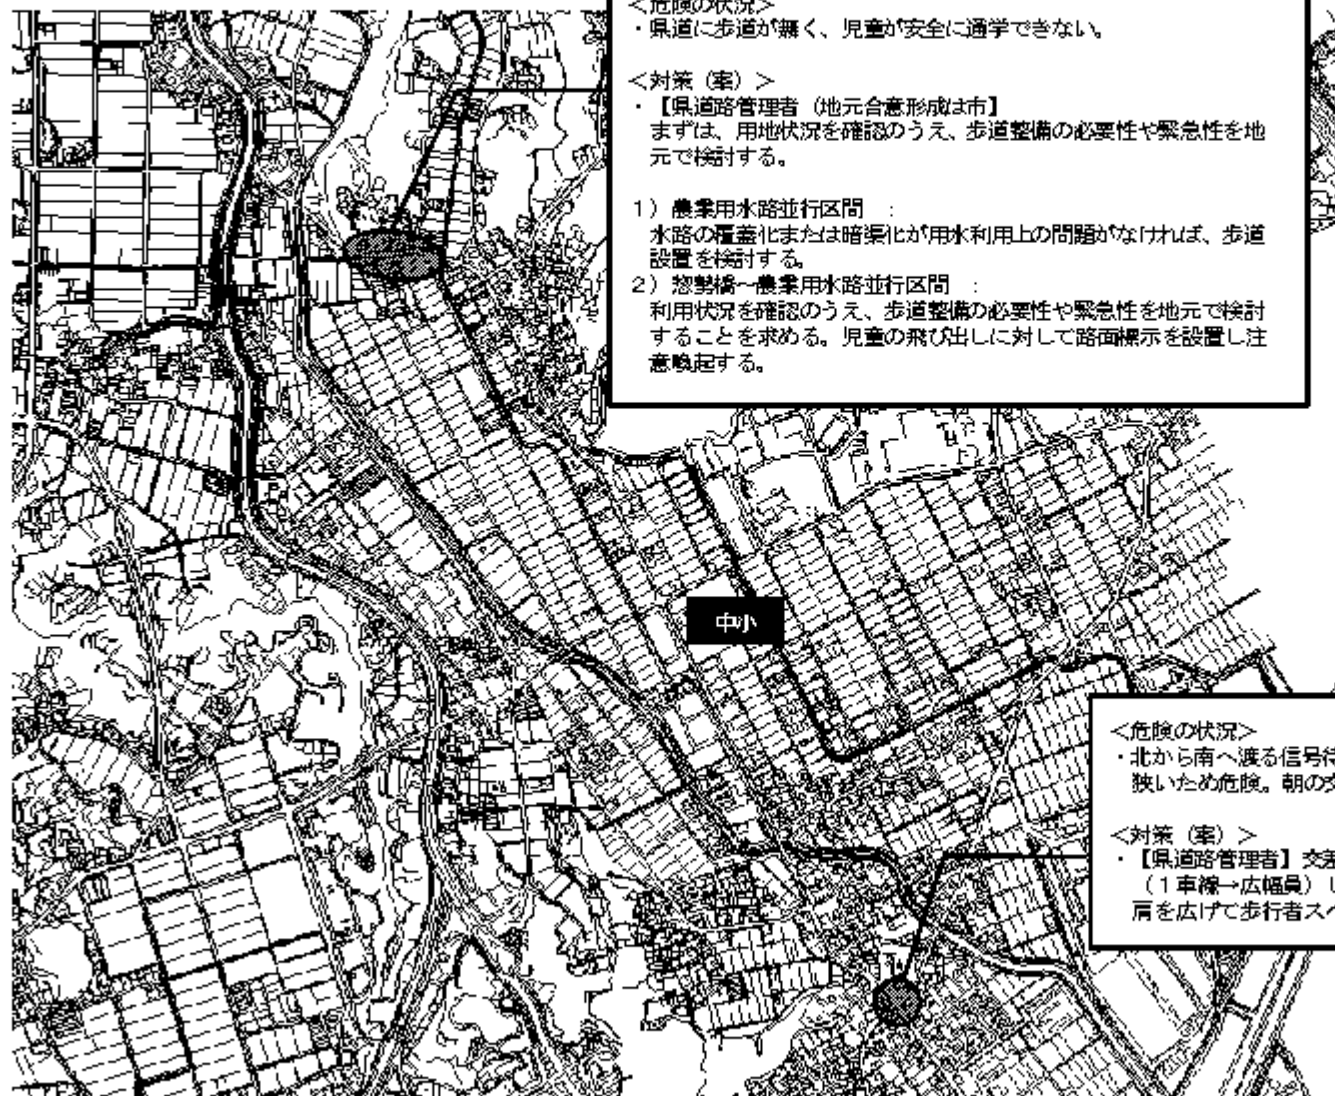 <危険の状況>
・県道に歩道が無く、児童が安全に通学できない。
<対策（案）>
・【県道路管理者（地元合意形成は市】
まずは、用地状況を確認のうえ、歩道整備の必要性や緊急性を地
元で検討する。
1）農業用水路並行区間　：
水路の覆蓋化または暗渠化が用水利用上の問題がなければ、歩道
設置を検討する。
2）惣勢橋～農業用水路並行区間　：
利用状況を確認のうえ、歩道整備の必要性や緊急性を地元で検討
することを求める。児童の飛び出しに対して路面標示を設置し注
意喚起する。
中小
<危険の状況>
・北から南へ渡る信号待
狭いため危険。朝の交
<対策（案）>
・【県道路管理者】交差
（1車線→広幅員）し
肩を広げて歩行者スペ